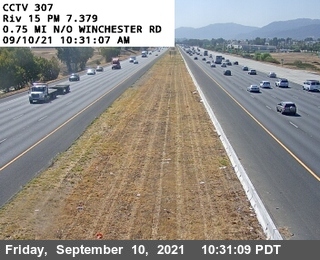 CCTV 307
Riv 15 PM 7.379
0.75 MI N/O WINCHESTER RD
09/10/21 10:31:07 AM
Friday, September 10, 2021 10:31:09 PDT